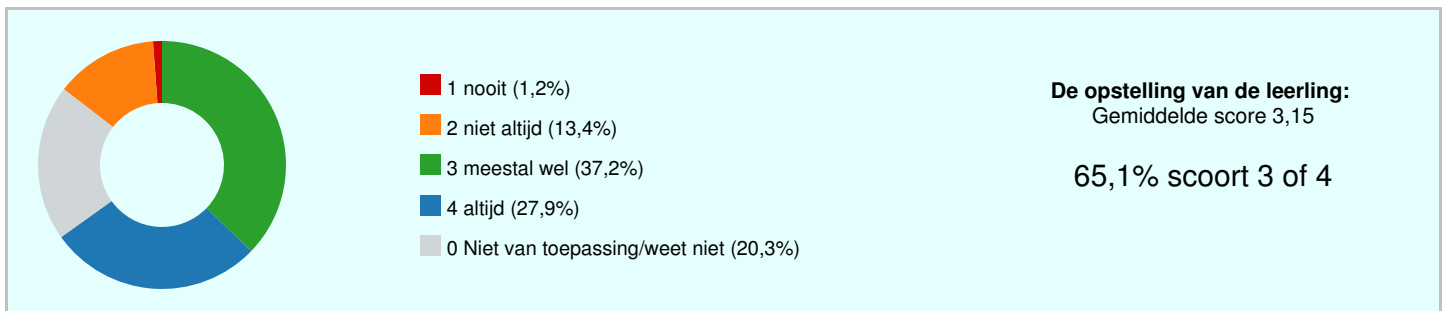 1 nooit (1,2%)
2 niet altijd (13,4%)
3 meestal wel (37,2%)
4 altijd (27,9%)
0 Niet van toepassing/weet niet (20,3%)
De opstelling van de leerling:
Gemiddelde score 3,15
65,1% scoort 3 of 4